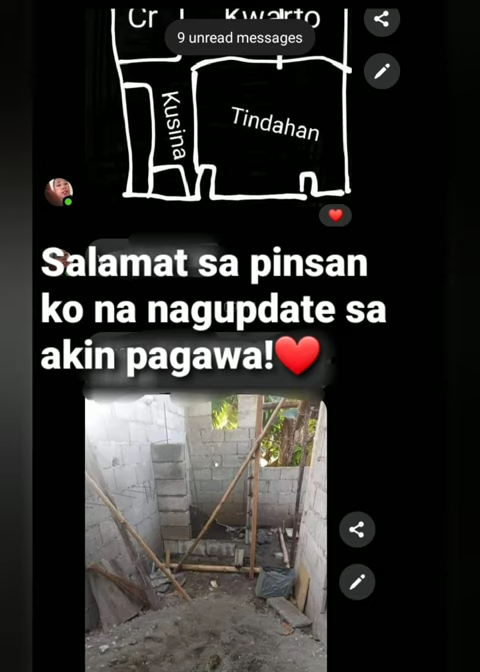 Cr Kwarto
9 unread messages
Kusina
Tindahan
Salamat sa pinsan
ko na nagupdate sa
akin pagawa!❤️